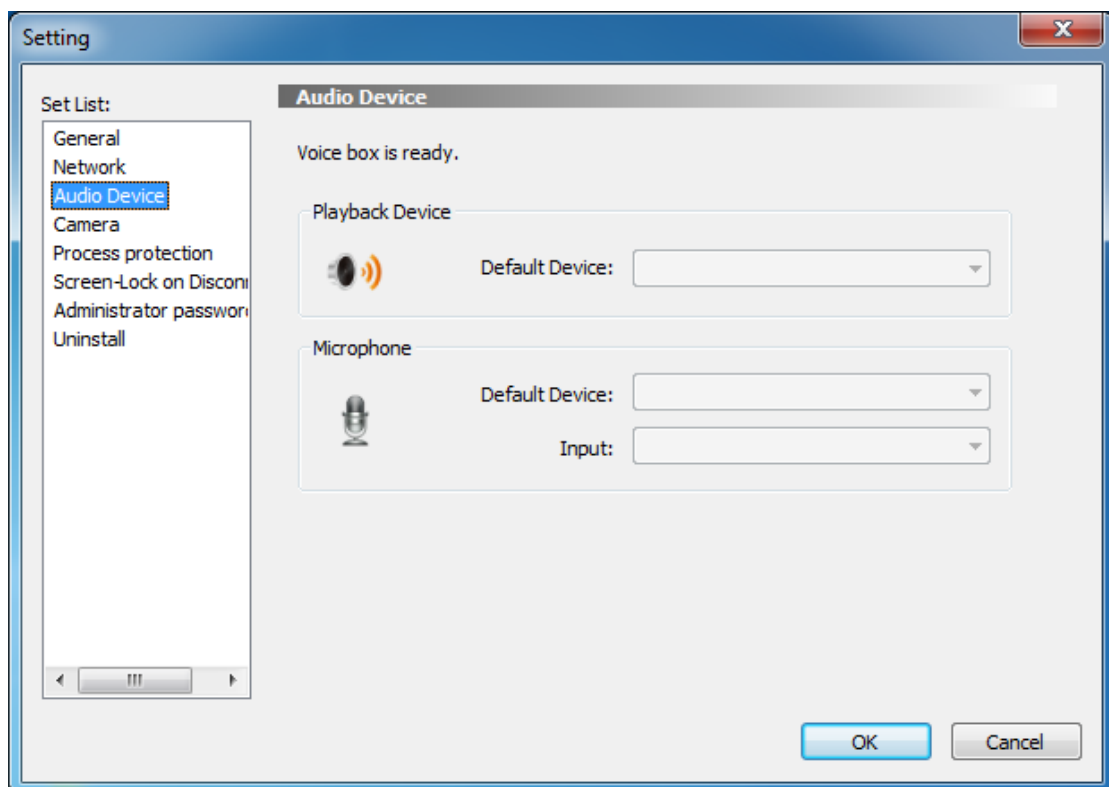 Setting
Set List:
General
Network
Audio Device
Camera
Process protection
Screen-Lock on Disconn
Administrator passwor
Uninstall
Audio Device
Voice box is ready.
Playback Device
Default Device:
Microphone
Default Device:
Input:
OK
Cancel